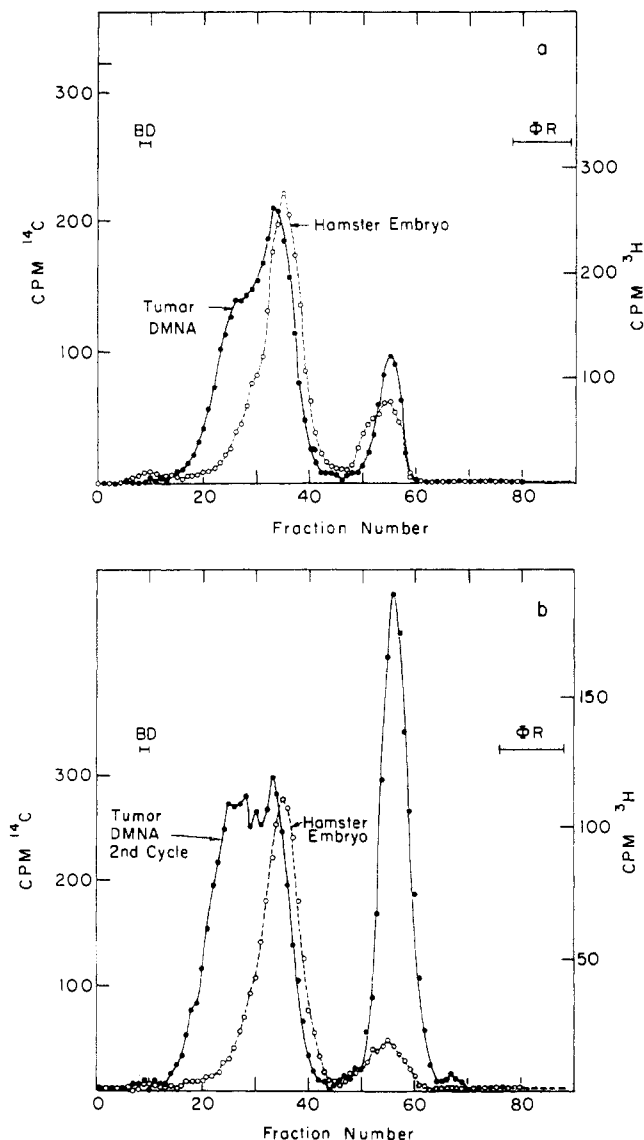 a
300
BD
ΦR
300
200
Hamster Embryo
CPM ¹⁴C
200
CPM ³H
Tumor
DMNA
100
100
0 20 40 60 80
Fraction Number
b
150
BD
ΦR
300
Tumor
DMNA
2nd Cycle
Hamster
Embryo
100
CPM ¹⁴C
200
CPM ³H
100
50
0 20 40 60 80
Fraction Number